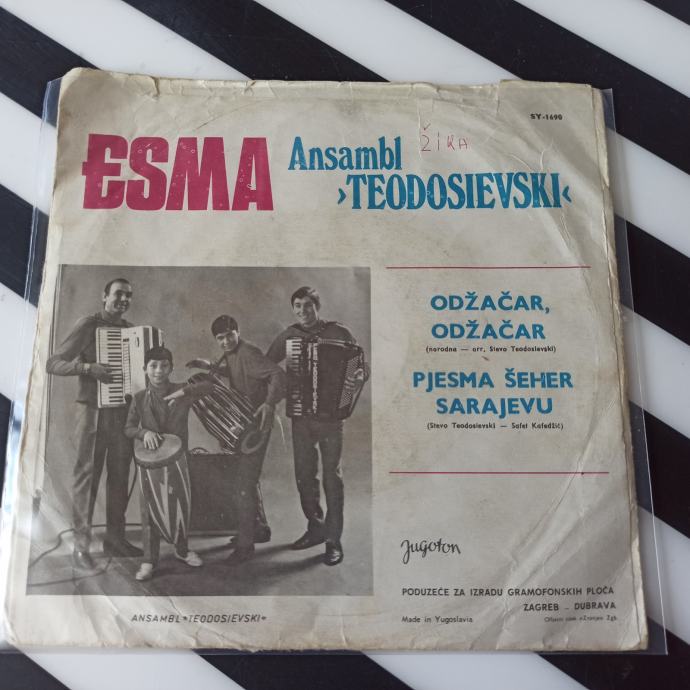 SY-1690
ESMA
Ansambl
›TEODOSIEVSKI‹
ŽIKA
ODŽAČAR,
ODŽAČAR
(narodna — arr. Stevo Teodosievski)
PJESMA ŠEHER
SARAJEVU
(Stevo Teodosievski — Safet Kafedžić)
Jugoton
PODUZEĆE ZA IZRADU GRAMOFONSKIH PLOČA
ZAGREB - DUBRAVA
Made in Yugoslavia
ANSAMBL »TEODOSIEVSKI«